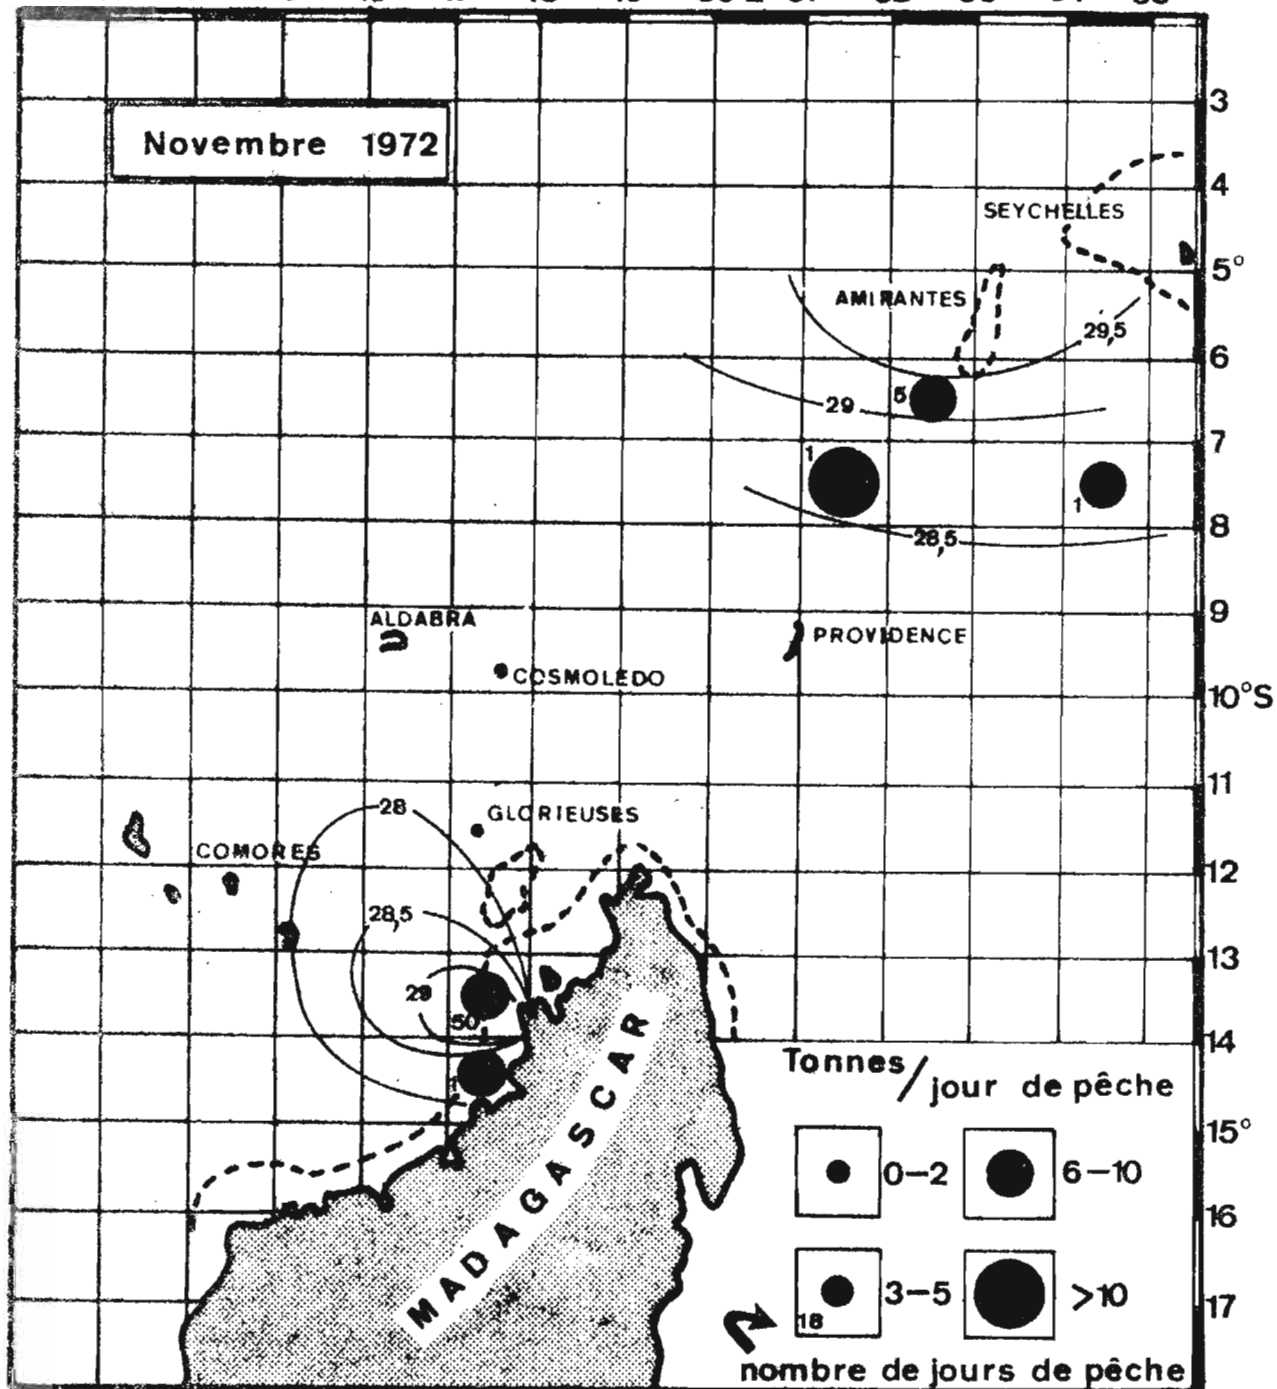 Novembre 1972
3
4
SEYCHELLES
5°
AMIRANTES
29,5
6
5
29
7
1
1
8
28,5
9
ALDABRA
PROVIDENCE
COSMOLEDO
10°S
11
28
GLORIEUSES
COMORES
12
28,5
13
29
50
14
MADAGASCAR
Tonnes/jour de pêche
15°
0-2
6-10
16
3-5
>10
18
17
nombre de jours de pêche